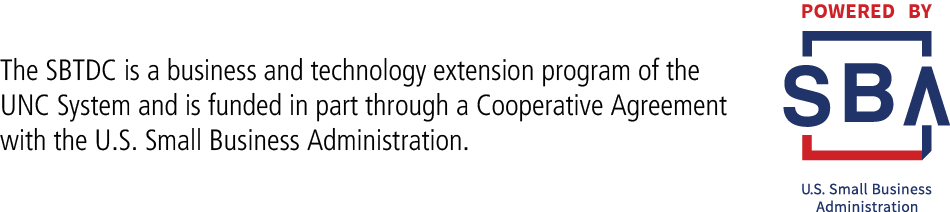 The SBTDC is a business and technology extension program of the
UNC System and is funded in part through a Cooperative Agreement
with the U.S. Small Business Administration.
POWERED BY
SBA
U.S. Small Business
Administration